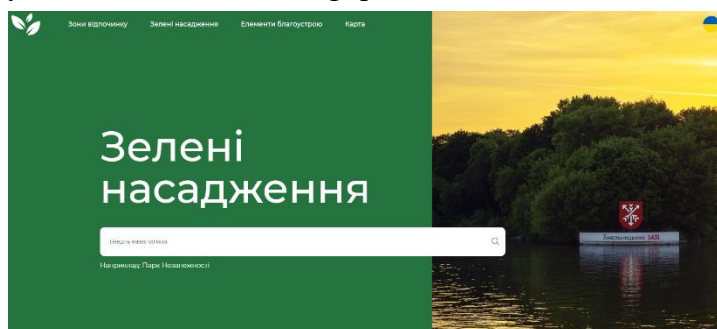 Зони відпочинку Зелені насадження Елементи благоустрою Карта
Зелені
насадження
Введіть назву об'єкта
Наприклад: Парк Незалежності
Хмельницький 1431